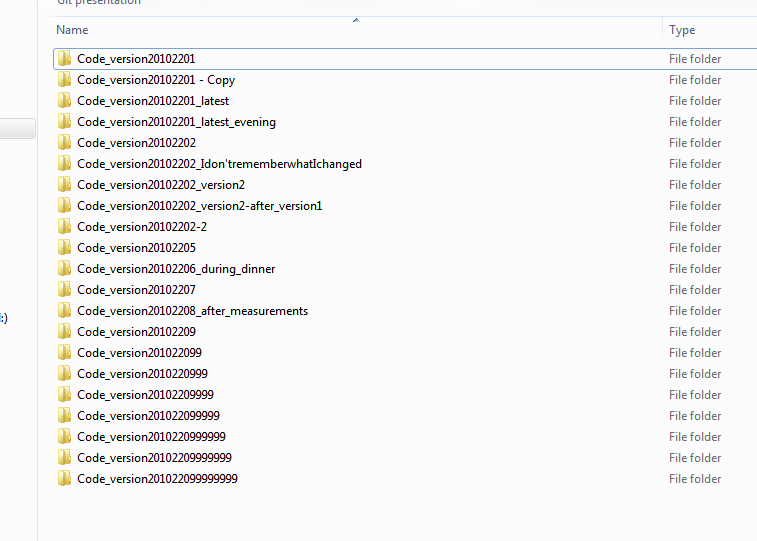 Git presentation
Name Type
Code_version20102201 File folder
Code_version20102201 - Copy File folder
Code_version20102201_latest File folder
Code_version20102201_latest_evening File folder
Code_version20102202 File folder
Code_version20102202_Idon'trememberwhatIchanged File folder
Code_version20102202_version2 File folder
Code_version20102202_version2-after_version1 File folder
Code_version20102202-2 File folder
Code_version20102205 File folder
Code_version20102206_during_dinner File folder
Code_version20102207 File folder
:) Code_version20102208_after_measurements File folder
Code_version20102209 File folder
Code_version201022099 File folder
Code_version2010220999 File folder
Code_version20102209999 File folder
Code_version201022099999 File folder
Code_version2010220999999 File folder
Code_version20102209999999 File folder
Code_version201022099999999 File folder